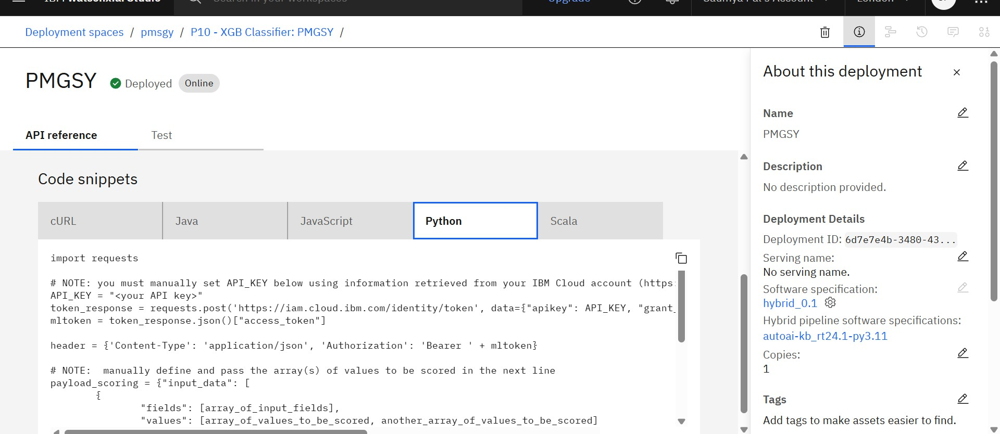 Search in your workspaces
Upgrade
London
Deployment spaces / pmsgy / P10 - XGB Classifier: PMGSY /
PMGSY Deployed Online
API reference Test
Code snippets
cURL Java JavaScript Python Scala
import requests
# NOTE: you must manually set API_KEY below using information retrieved from your IBM Cloud account (https:
API_KEY = "<your API key>"
token_response = requests.post('https://iam.cloud.ibm.com/identity/token', data={"apikey": API_KEY, "grant_
mltoken = token_response.json()["access_token"]
header = {'Content-Type': 'application/json', 'Authorization': 'Bearer ' + mltoken}
# NOTE:  manually define and pass the array(s) of values to be scored in the next line
payload_scoring = {"input_data": [
{
"fields": [array_of_input_fields],
"values": [array_of_values_to_be_scored, another_array_of_values_to_be_scored]
About this deployment
Name
PMGSY
Description
No description provided.
Deployment Details
Deployment ID: 6d7e7e4b-3480-43...
Serving name:
No serving name.
Software specification:
hybrid_0.1
Hybrid pipeline software specifications:
autoai-kb_rt24.1-py3.11
Copies:
1
Tags
Add tags to make assets easier to find.